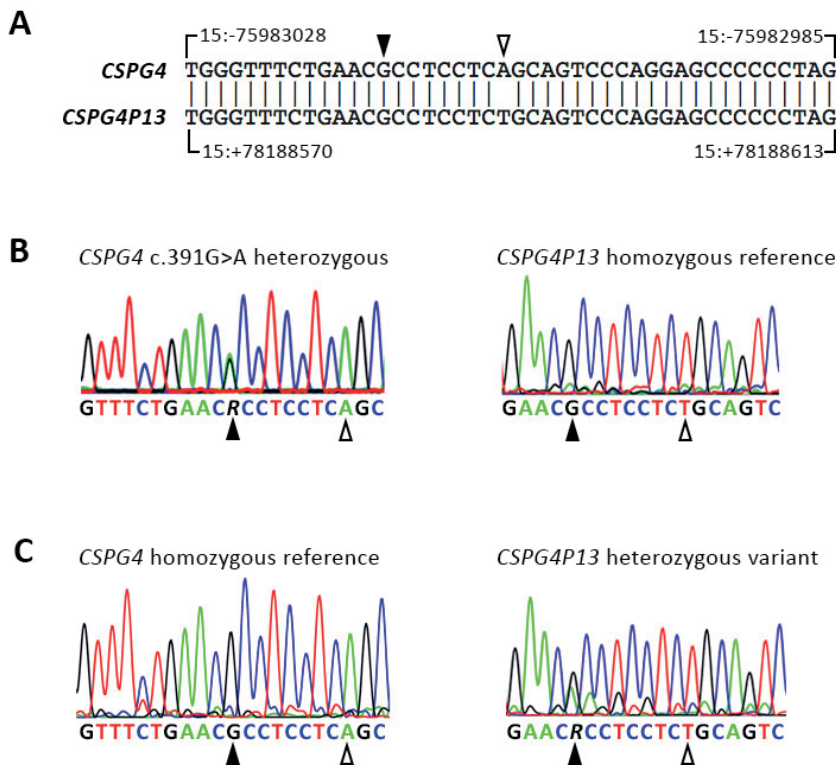 A
15:-75983028 15:-75982985
CSPG4 TGGGTTTCTGAACGCCTCCTCAGCAGTCCCAGGAGCCCCCCTAG
CSPG4P13 TGGGTTTCTGAACGCCTCCTCTGCAGTCCCAGGAGCCCCCCTAG
15:+78188570 15:+78188613
B
CSPG4 c.391G>A heterozygous
CSPG4P13 homozygous reference
GTTTCTGAACRCCTCCTCAGC
GAACGCCTCCTCTGCAGTC
C
CSPG4 homozygous reference
CSPG4P13 heterozygous variant
GTTTCTGAACGCCTCCTCAGC
GAACRCCTCCTCTGCAGTC